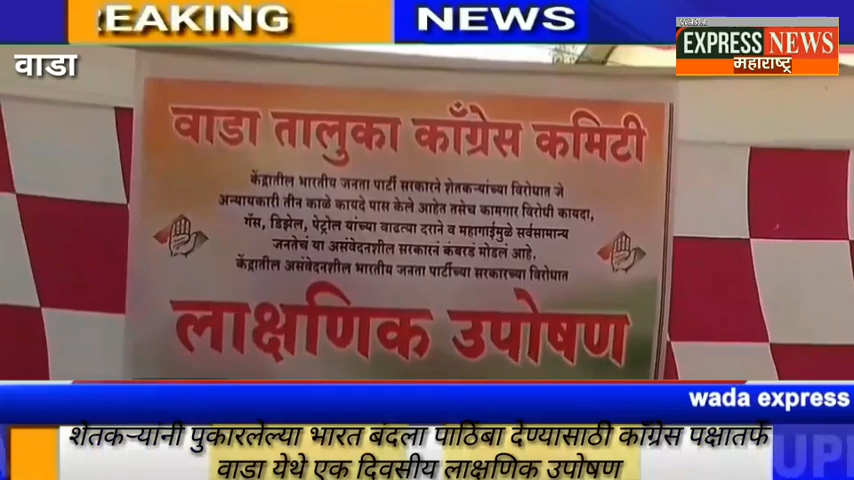 REAKING NEWS
EXPRESS NEWS
महाराष्ट्र
वाडा
वाडा तालुका काँग्रेस कमिटी
केंद्रातील भारतीय जनता पार्टी सरकारने शेतकऱ्यांच्या विरोधात जे
अन्यायकारी तीन काळे कायदे पास केले आहेत तसेच कामगार विरोधी कायदा,
गॅस, डिझेल, पेट्रोल यांच्या वाढत्या दराने व महागाईमुळे सर्वसामान्य
जनतेचं या असंवेदनशील सरकारनं कंबरडं मोडलं आहे.
केंद्रातील असंवेदनशील भारतीय जनता पार्टीच्या सरकारच्या विरोधात
लाक्षणिक उपोषण
wada express
शेतकऱ्यांनी पुकारलेल्या भारत बंदला पाठिंबा देण्यासाठी काँग्रेस पक्षातर्फे
वाडा येथे एक दिवसीय लाक्षणिक उपोषण